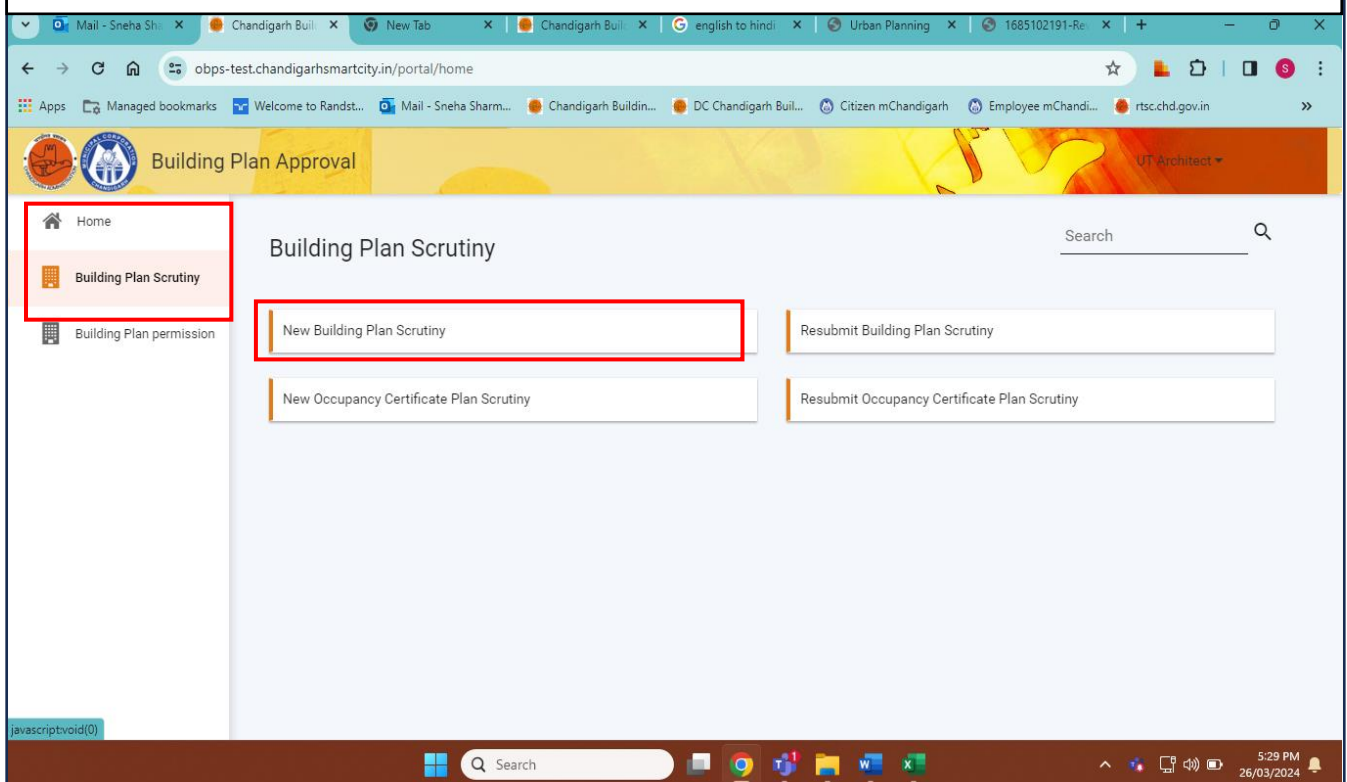 Mail - Sneha Sha
Chandigarh Buil
New Tab
Chandigarh Buil
english to hindi
Urban Planning
1685102191-Re
obps-test.chandigarhsmartcity.in/portal/home
S
Apps
Managed bookmarks
Welcome to Randst...
Mail - Sneha Sharm...
Chandigarh Buildin...
DC Chandigarh Buil...
Citizen mChandigarh
Employee mChandi...
rtsc.chd.gov.in
»
Building Plan Approval
UT Architect
Home
Building Plan Scrutiny
Building Plan permission
Building Plan Scrutiny
Search
New Building Plan Scrutiny
Resubmit Building Plan Scrutiny
New Occupancy Certificate Plan Scrutiny
Resubmit Occupancy Certificate Plan Scrutiny
javascript:void(0)
Search
1
5:29 PM
26/03/2024